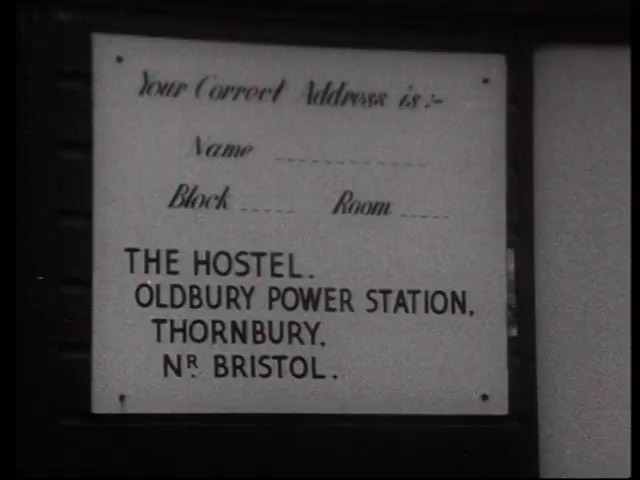 Your Correct Address is:-
Name
Block Room
THE HOSTEL.
OLDBURY POWER STATION,
THORNBURY.
NR BRISTOL.